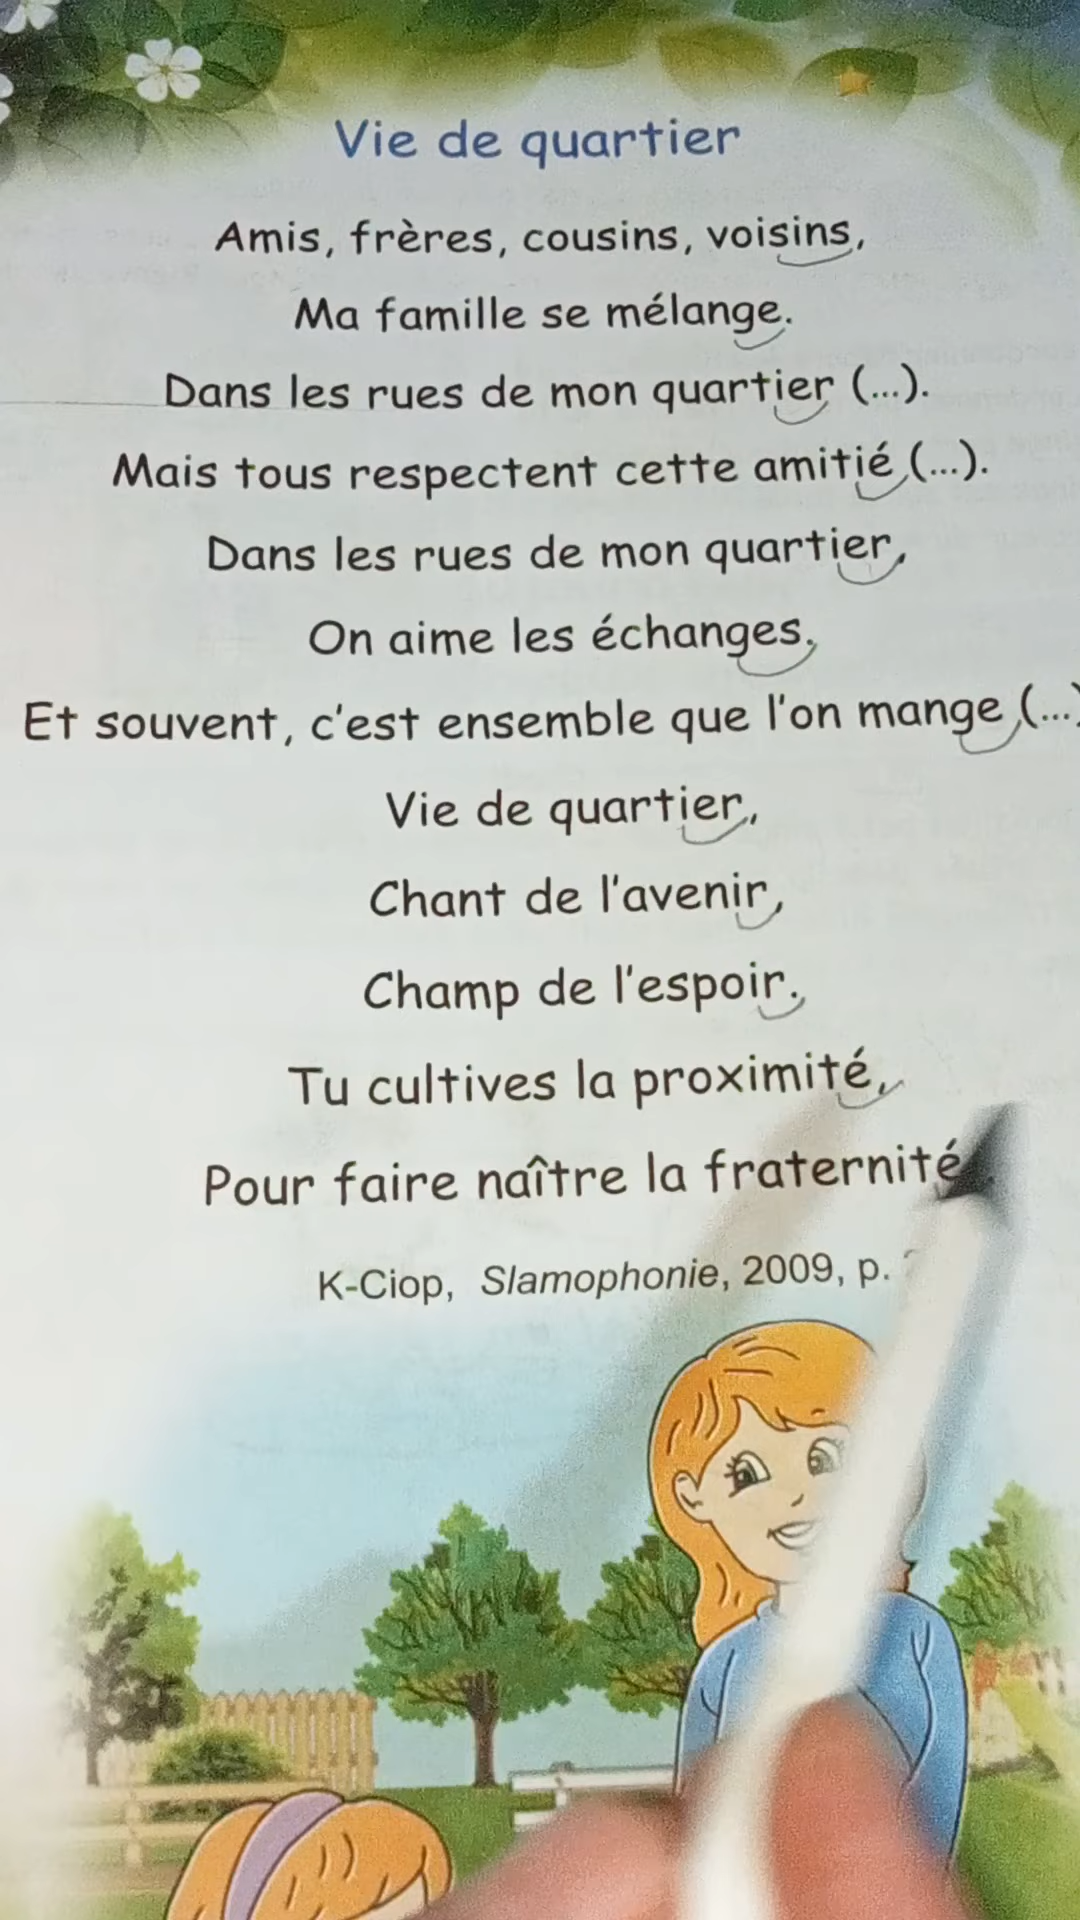 Vie de quartier
Amis, frères, cousins, voisins,
Ma famille se mélange.
Dans les rues de mon quartier (...).
Mais tous respectent cette amitié (...).
Dans les rues de mon quartier,
On aime les échanges,
Et souvent, c'est ensemble que l'on mange (...)
Vie de quartier,
Chant de l'avenir,
Champ de l'espoir.
Tu cultives la proximité,
Pour faire naître la fraternité
K-Ciop, Slamophonie, 2009, p.